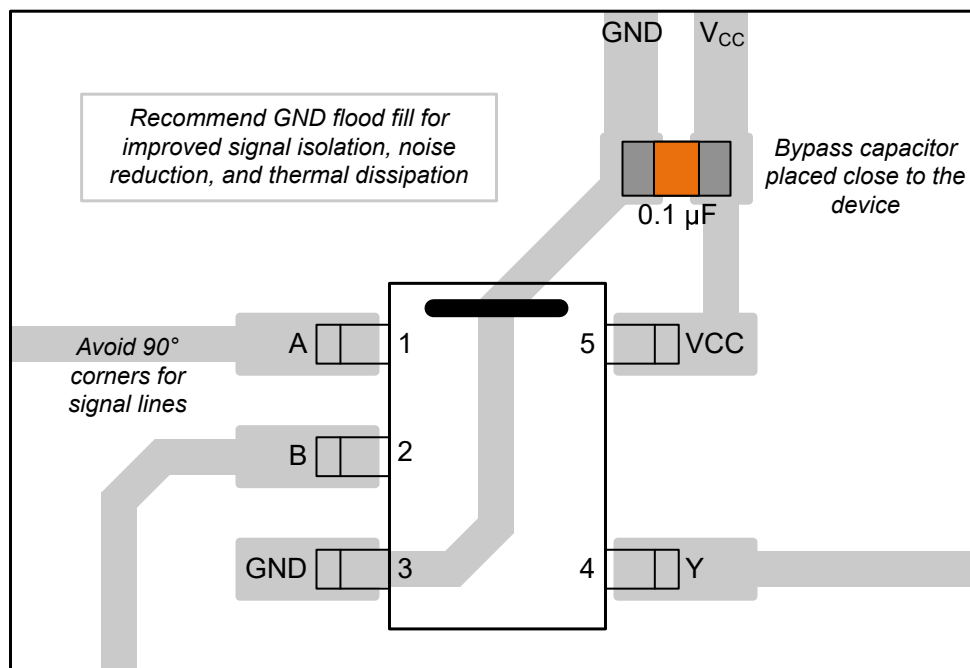 GND
VCC
Recommend GND flood fill for
improved signal isolation, noise
reduction, and thermal dissipation
Bypass capacitor
placed close to the
device
0.1 µF
A
1
5
VCC
Avoid 90°
corners for
signal lines
B
2
GND
3
4
Y